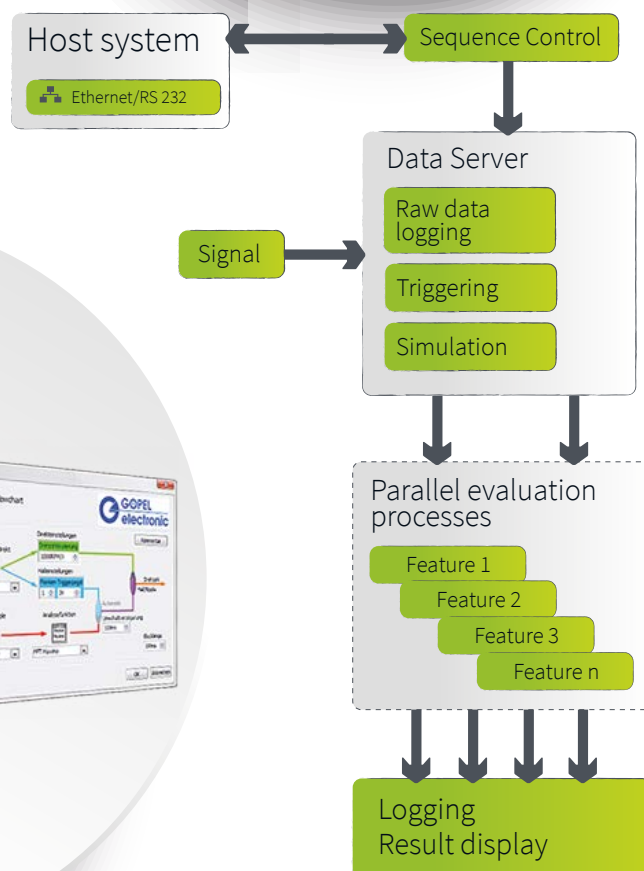 Host system
Ethernet/RS 232
Sequence Control
Data Server
Raw data
logging
Triggering
Simulation
Signal
GOPEL
electronic
OK
Parallel evaluation
processes
Feature 1
Feature 2
Feature 3
Feature n
Logging
Result display